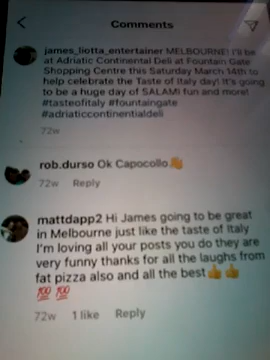 Comments
james_liotta_entertainer MELBOURNE! I'll be
at Adriatic Continental Deli at Fountain Gate
Shopping Centre this Saturday March 14th to
help celebrate the Taste of Italy day! It's going
to be a huge day of SALAMI fun and more!
#tasteofitaly #fountaingate
#adriaticcontinentialdeli
72w
rob.durso Ok Capocollo👋
72w Reply
mattdapp2 Hi James going to be great
in Melbourne just like the taste of Italy
I'm loving all your posts you do they are
very funny thanks for all the laughs from
fat pizza also and all the best👍👍
💯 💯
72w 1 like Reply